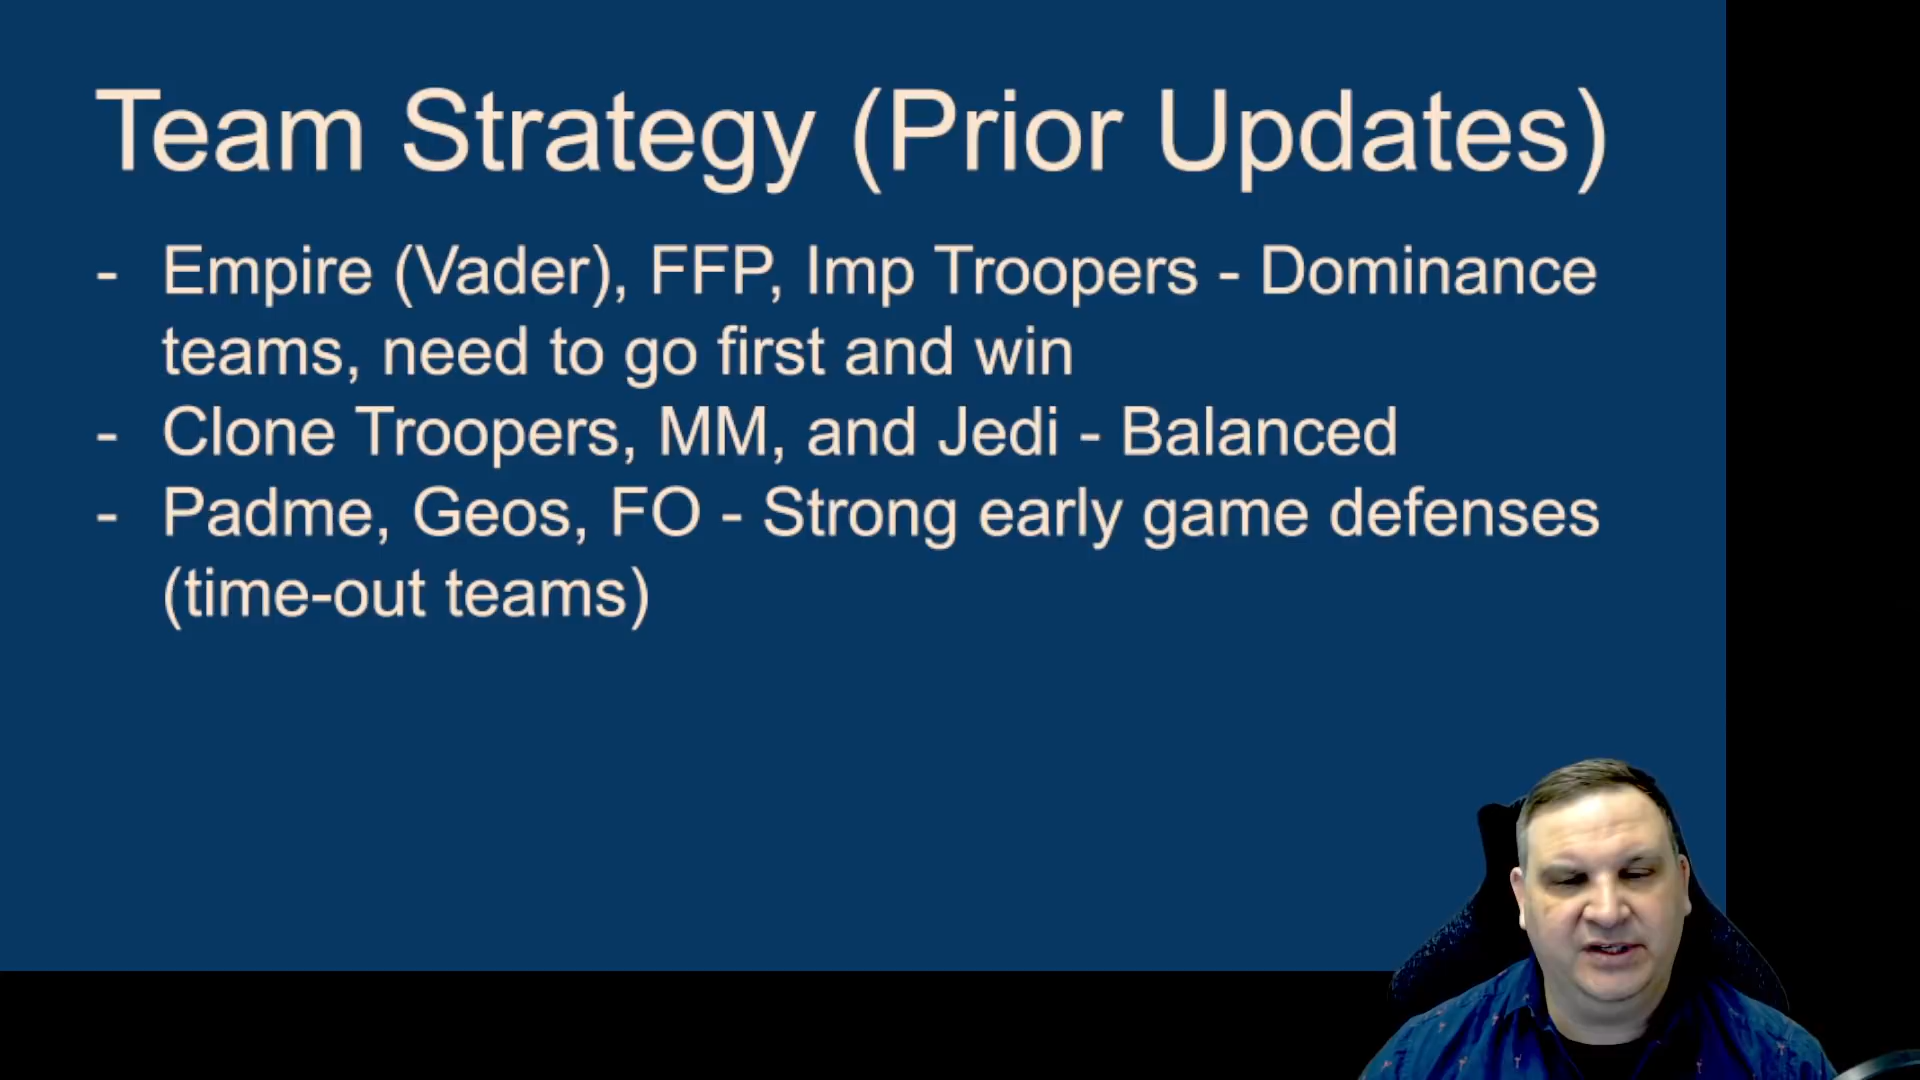 Team Strategy (Prior Updates)
- Empire (Vader), FFP, Imp Troopers - Dominance
teams, need to go first and win
- Clone Troopers, MM, and Jedi - Balanced
- Padme, Geos, FO - Strong early game defenses
(time-out teams)